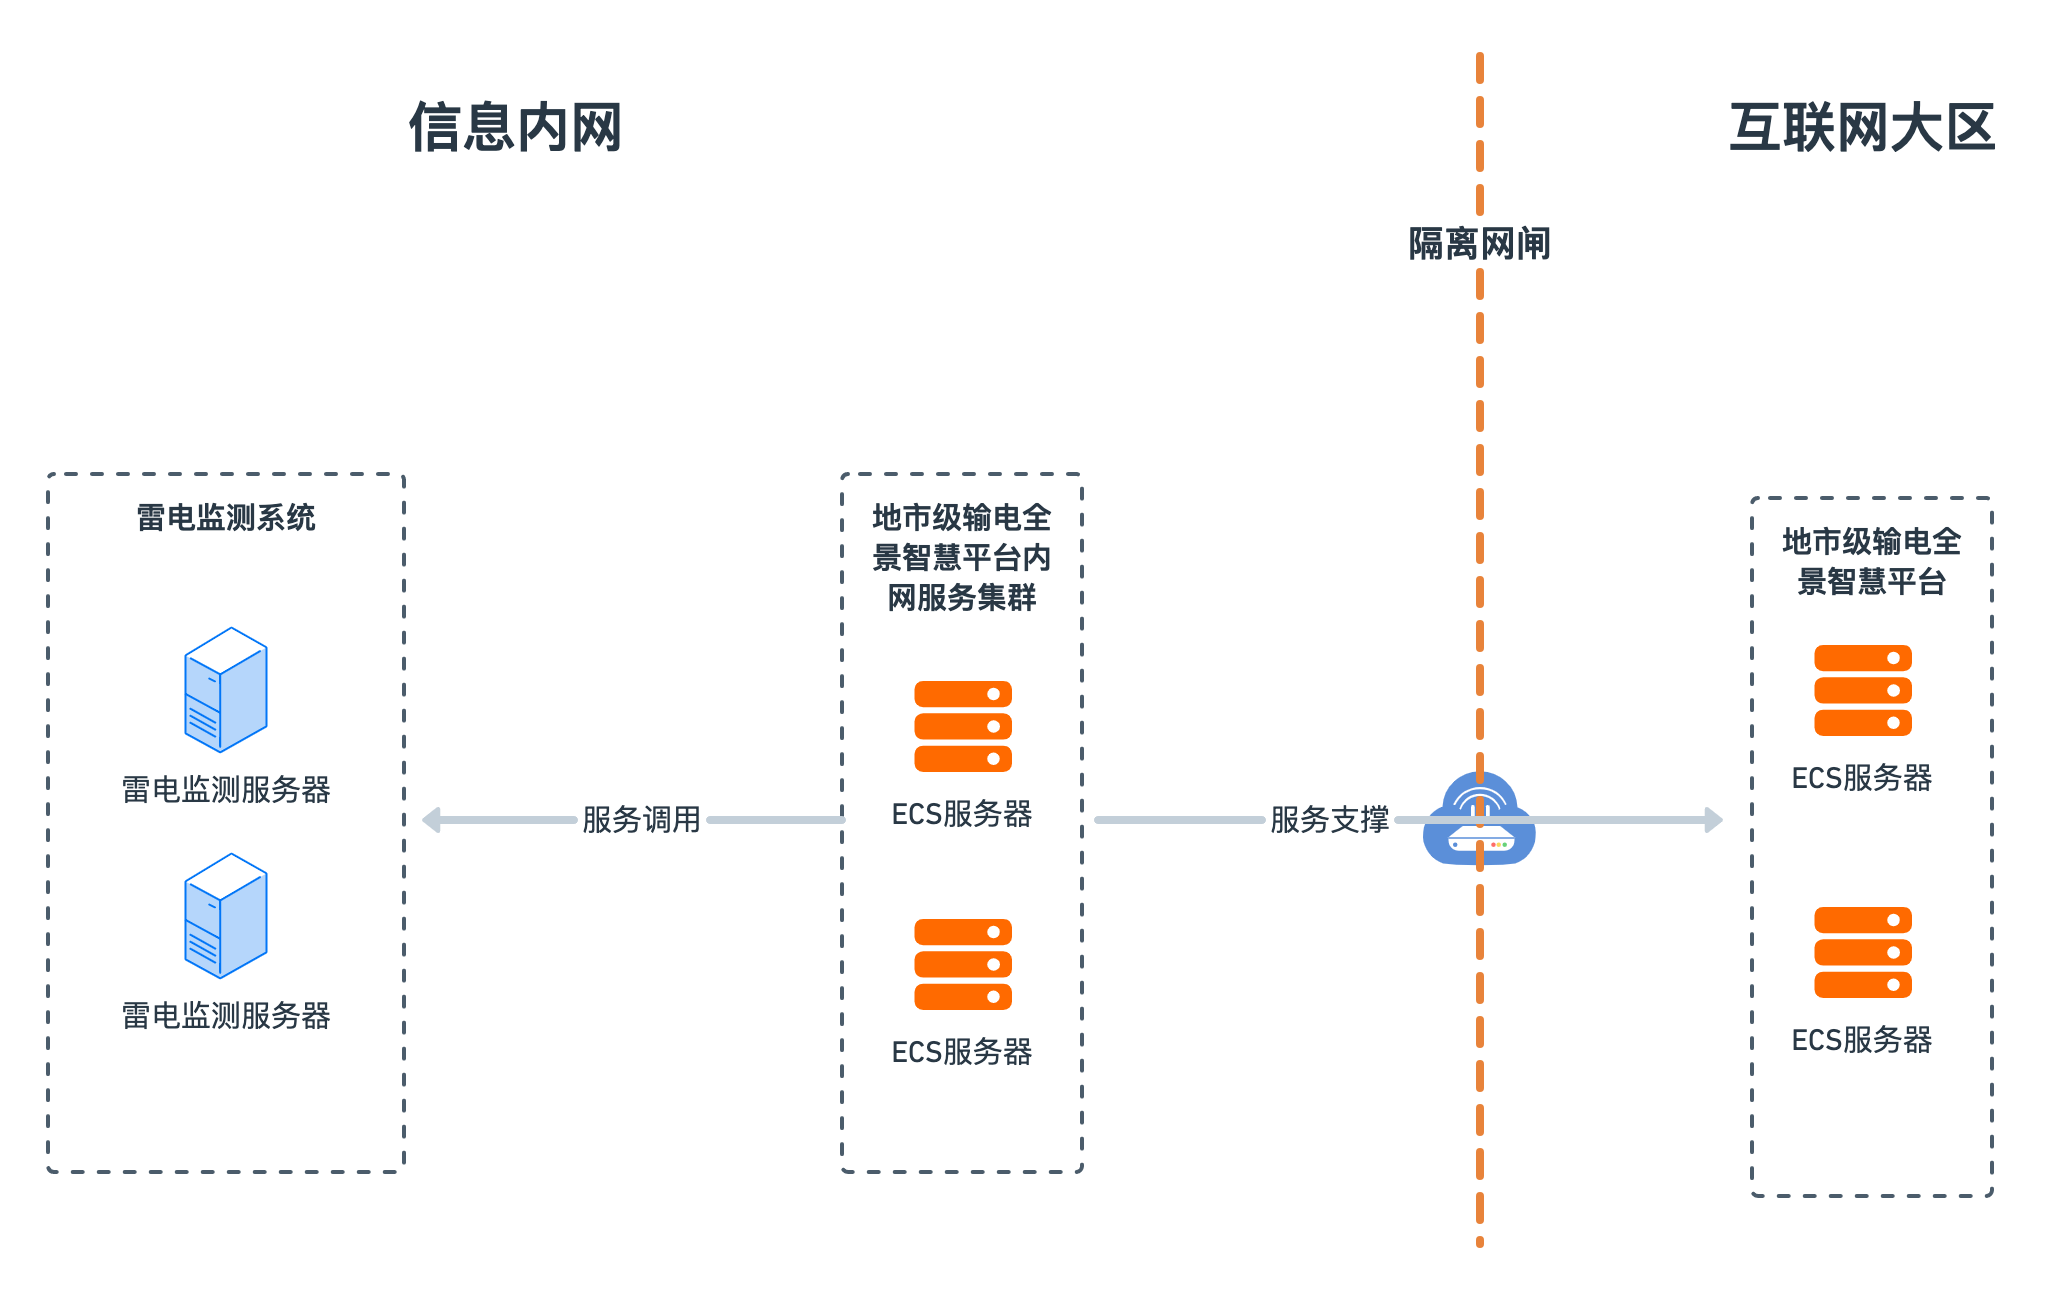 信息内网
互联网大区
隔离网闸
雷电监测系统
雷电监测服务器
雷电监测服务器
服务调用
地市级输电全
景智慧平台内
网服务集群
ECS服务器
ECS服务器
服务支撑
地市级输电全
景智慧平台
ECS服务器
ECS服务器